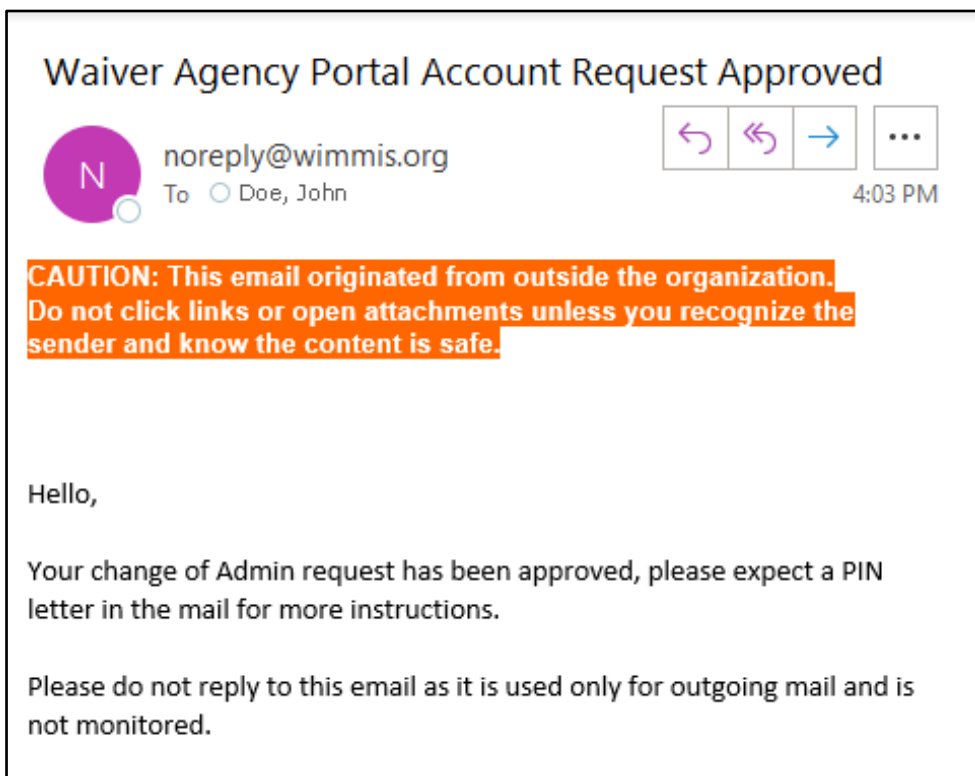 Waiver Agency Portal Account Request Approved
N
noreply@wimmis.org
To Doe, John
4:03 PM
CAUTION: This email originated from outside the organization.
Do not click links or open attachments unless you recognize the
sender and know the content is safe.
Hello,
Your change of Admin request has been approved, please expect a PIN
letter in the mail for more instructions.
Please do not reply to this email as it is used only for outgoing mail and is
not monitored.